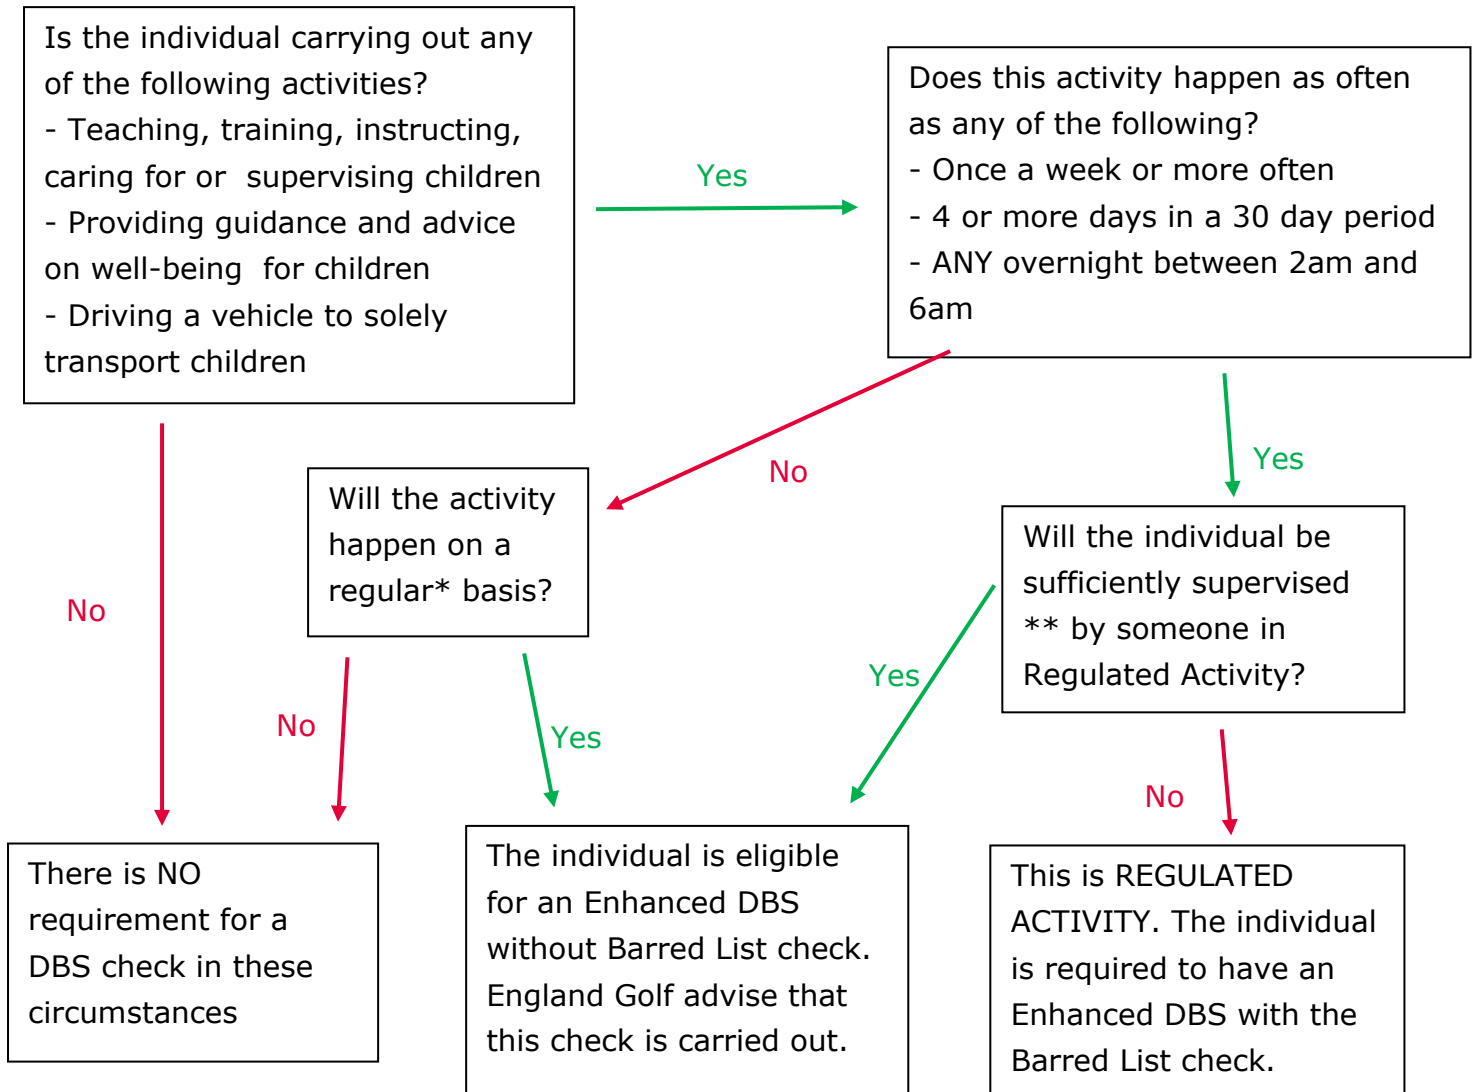 Is the individual carrying out any
of the following activities?
- Teaching, training, instructing,
caring for or  supervising children
- Providing guidance and advice
on well-being  for children
- Driving a vehicle to solely
transport children
Yes
Does this activity happen as often
as any of the following?
- Once a week or more often
- 4 or more days in a 30 day period
- ANY overnight between 2am and
6am
No
Yes
Will the activity
happen on a
regular* basis?
Will the individual be
sufficiently supervised
** by someone in
Regulated Activity?
No
No
Yes
Yes
No
There is NO
requirement for a
DBS check in these
circumstances
The individual is eligible
for an Enhanced DBS
without Barred List check.
England Golf advise that
this check is carried out.
This is REGULATED
ACTIVITY. The individual
is required to have an
Enhanced DBS with the
Barred List check.